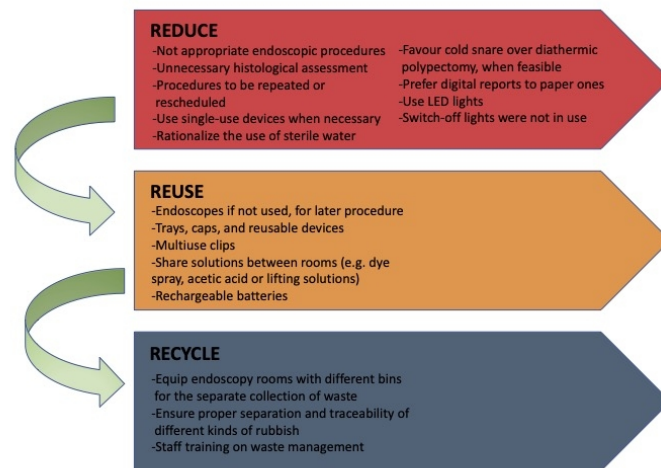 REDUCE
-Not appropriate endoscopic procedures
-Unnecessary histological assessment
-Procedures to be repeated or
rescheduled
-Use single-use devices when necessary
-Rationalize the use of sterile water
-Favour cold snare over diathermic
polypectomy, when feasible
-Prefer digital reports to paper ones
-Use LED lights
-Switch-off lights were not in use
REUSE
-Endoscopes if not used, for later procedure
-Trays, caps, and reusable devices
-Multiuse clips
-Share solutions between rooms (e.g. dye
spray, acetic acid or lifting solutions)
-Rechargeable batteries
RECYCLE
-Equip endoscopy rooms with different bins
for the separate collection of waste
-Ensure proper separation and traceability of
different kinds of rubbish
-Staff training on waste management